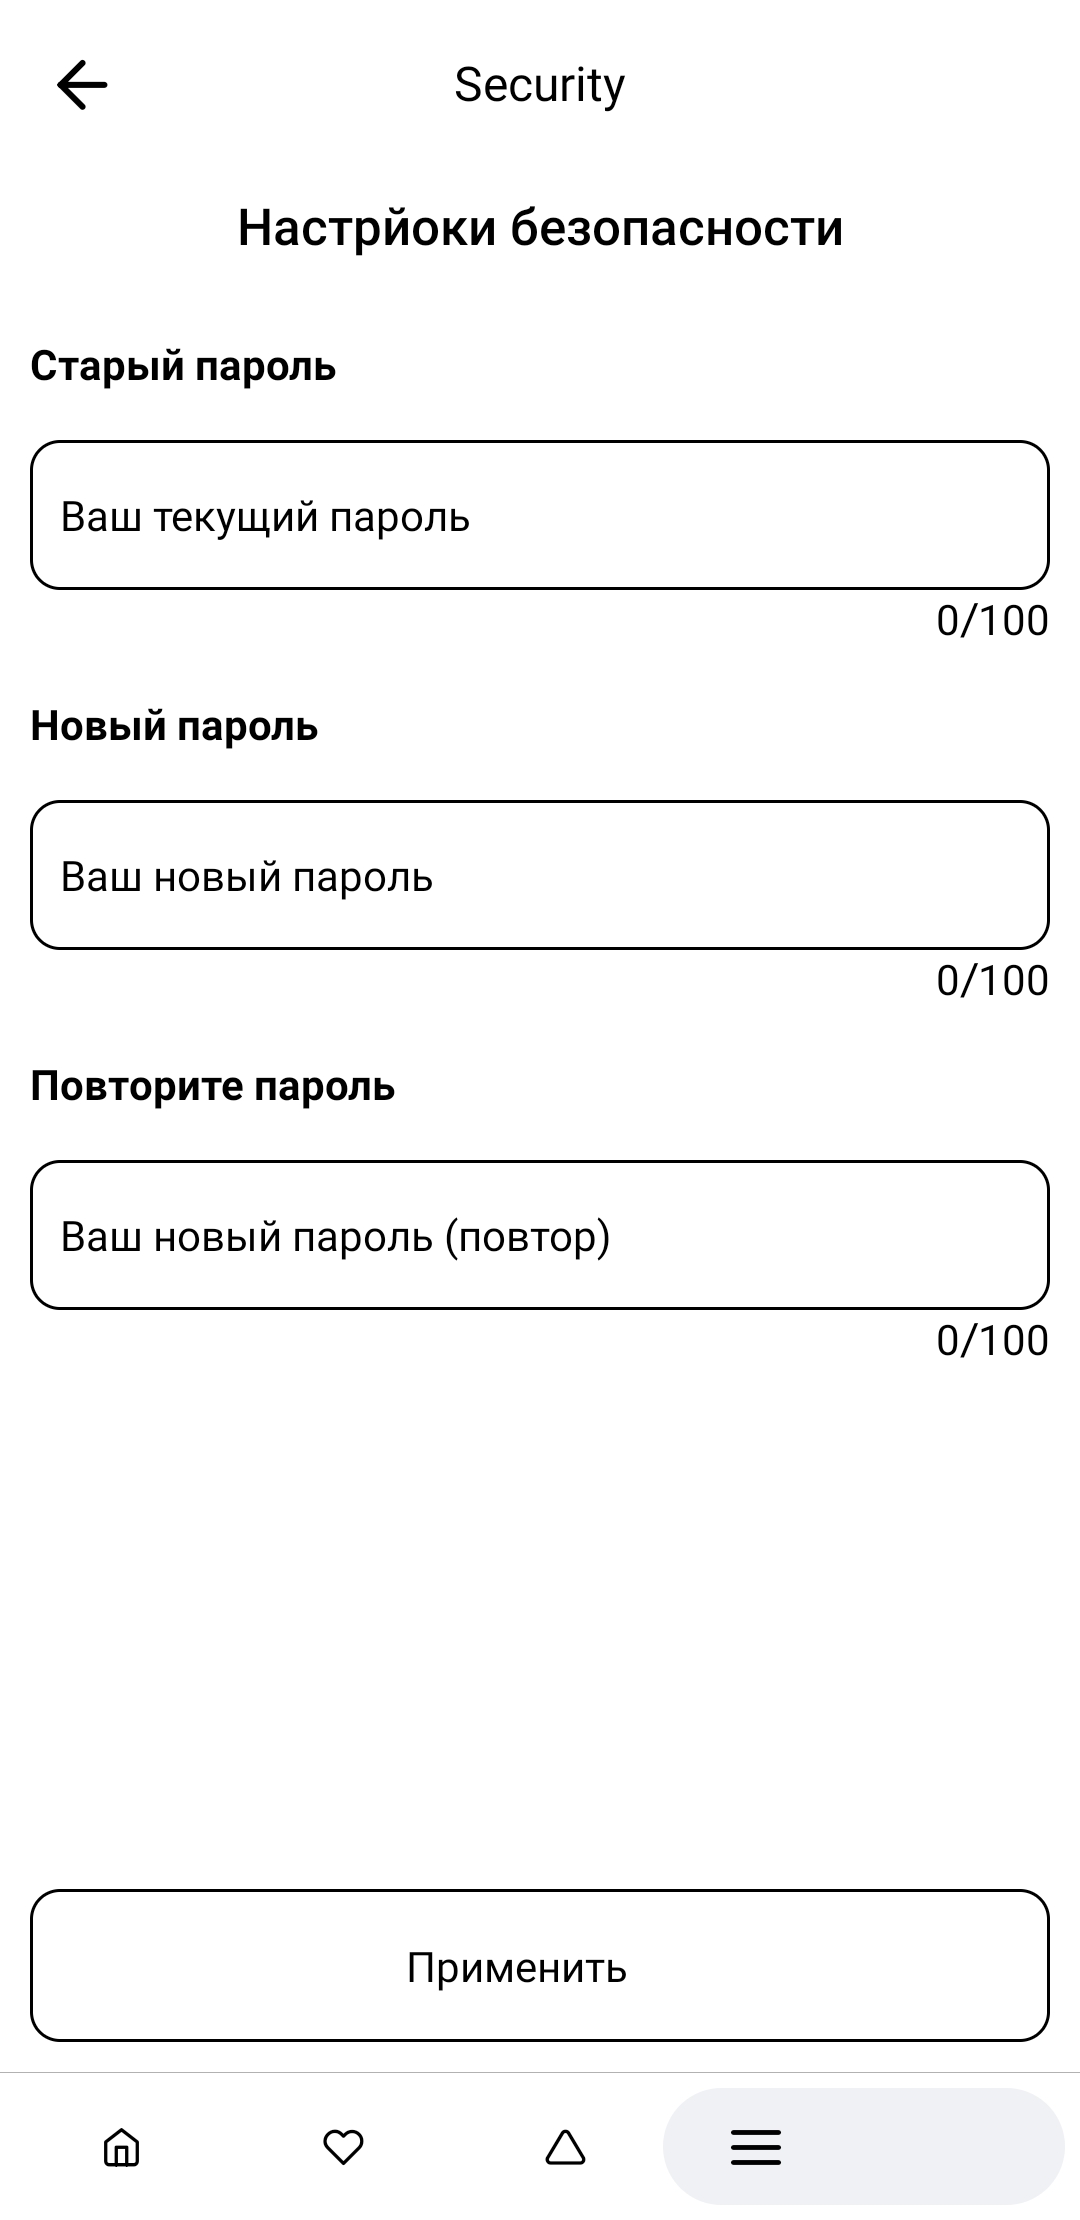 Security
Настрйоки безопасности
Старый пароль
Ваш текущий пароль
0/100
Новый пароль
Ваш новый пароль
0/100
Повторите пароль
Ваш новый пароль (повтор)
0/100
Применить